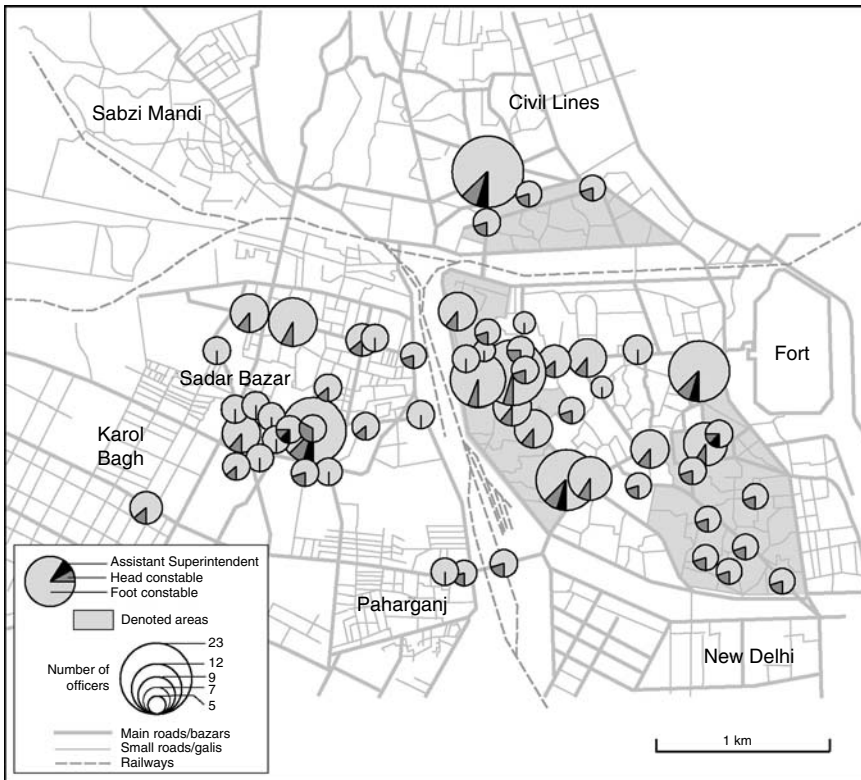 Civil Lines
Sabzi Mandi
Fort
Sadar Bazar
Karol
Bagh
Paharganj
New Delhi
Assistant Superintendent
Head constable
Foot constable
Denoted areas
Number of
officers
23
12
9
7
5
Main roads/bazars
Small roads/galis
Railways
1 km